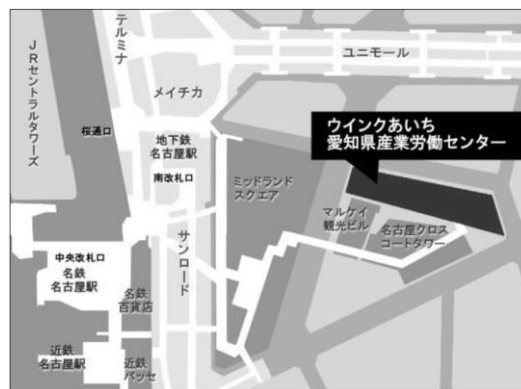 JRセントラルタワーズ
テルミナ
ユニモール
メイチカ
桜通口
地下鉄
名古屋駅
南改札口
サンロード
ミッドランド
スクエア
ウインクあいち
愛知県産業労働センター
マルケイ
観光ビル
名古屋クロス
コートタワー
中央改札口
名鉄
名古屋駅
名鉄
百貨店
近鉄
名古屋駅
近鉄
パッセ